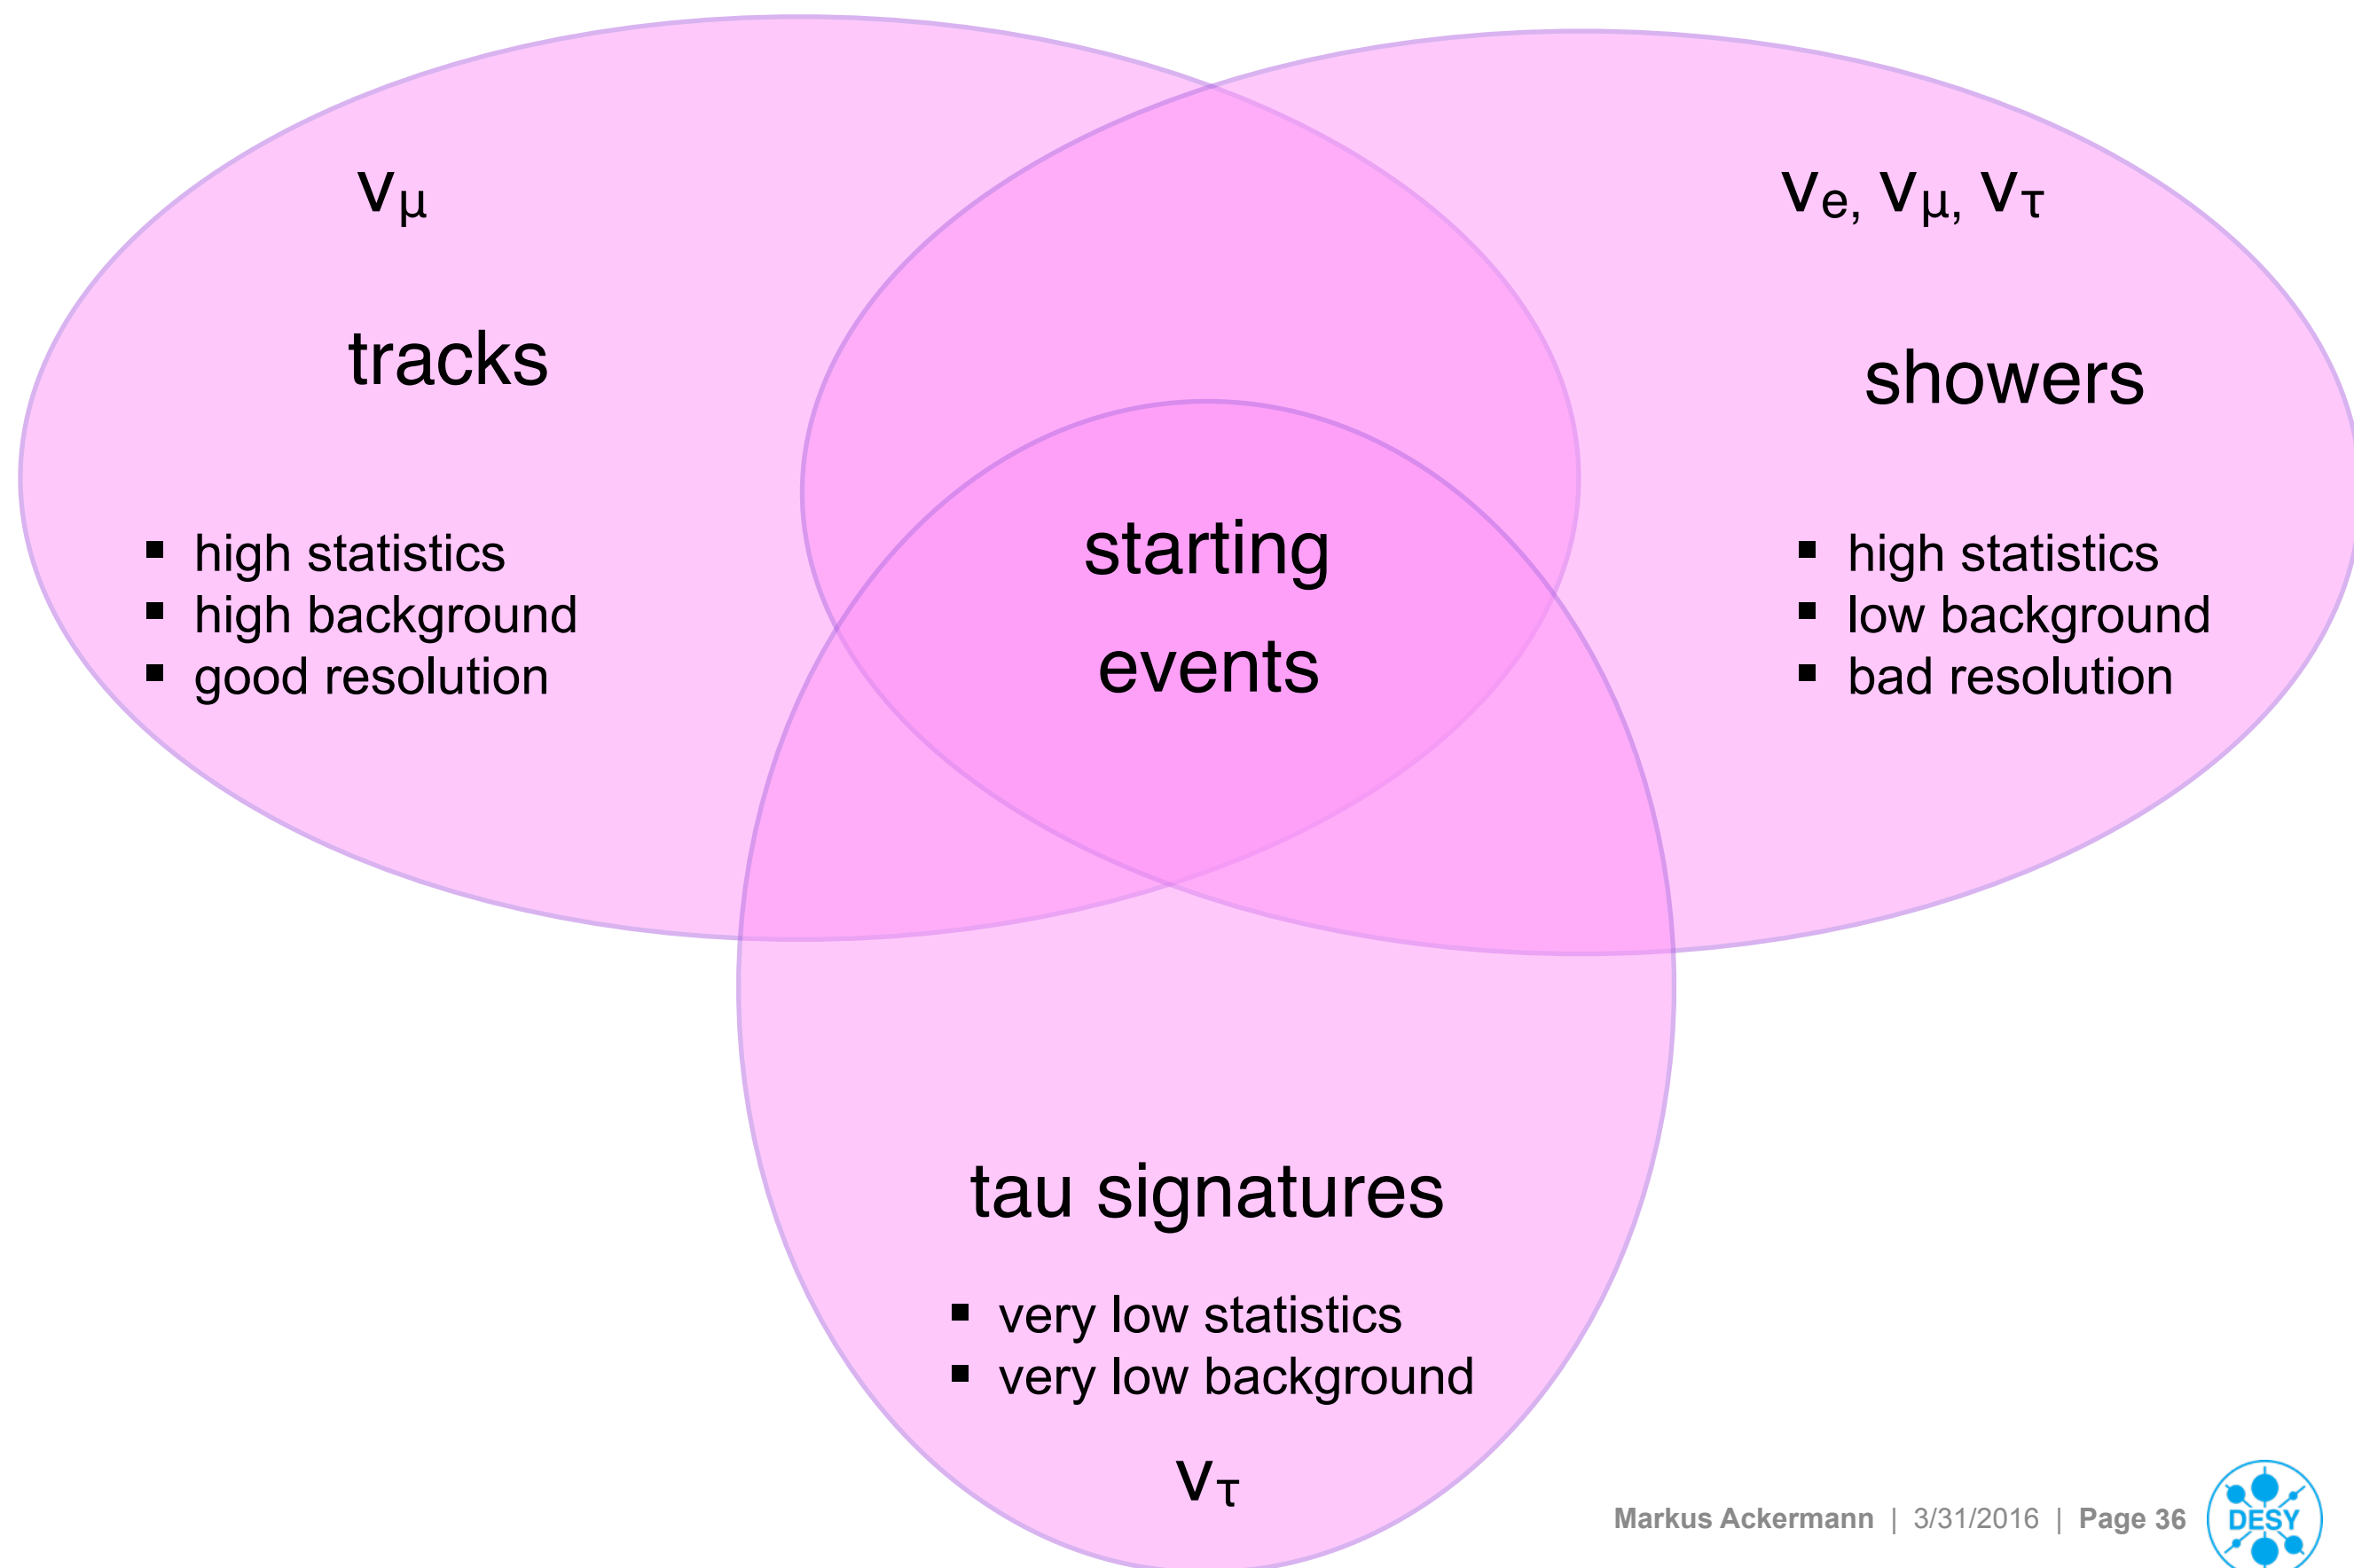 νμ
tracks
▪ high statistics
▪ high background
▪ good resolution
νe, νμ, ντ
showers
▪ high statistics
▪ low background
▪ bad resolution
starting
events
tau signatures
▪ very low statistics
▪ very low background
ντ
Markus Ackermann | 3/31/2016 | Page 36
DESY